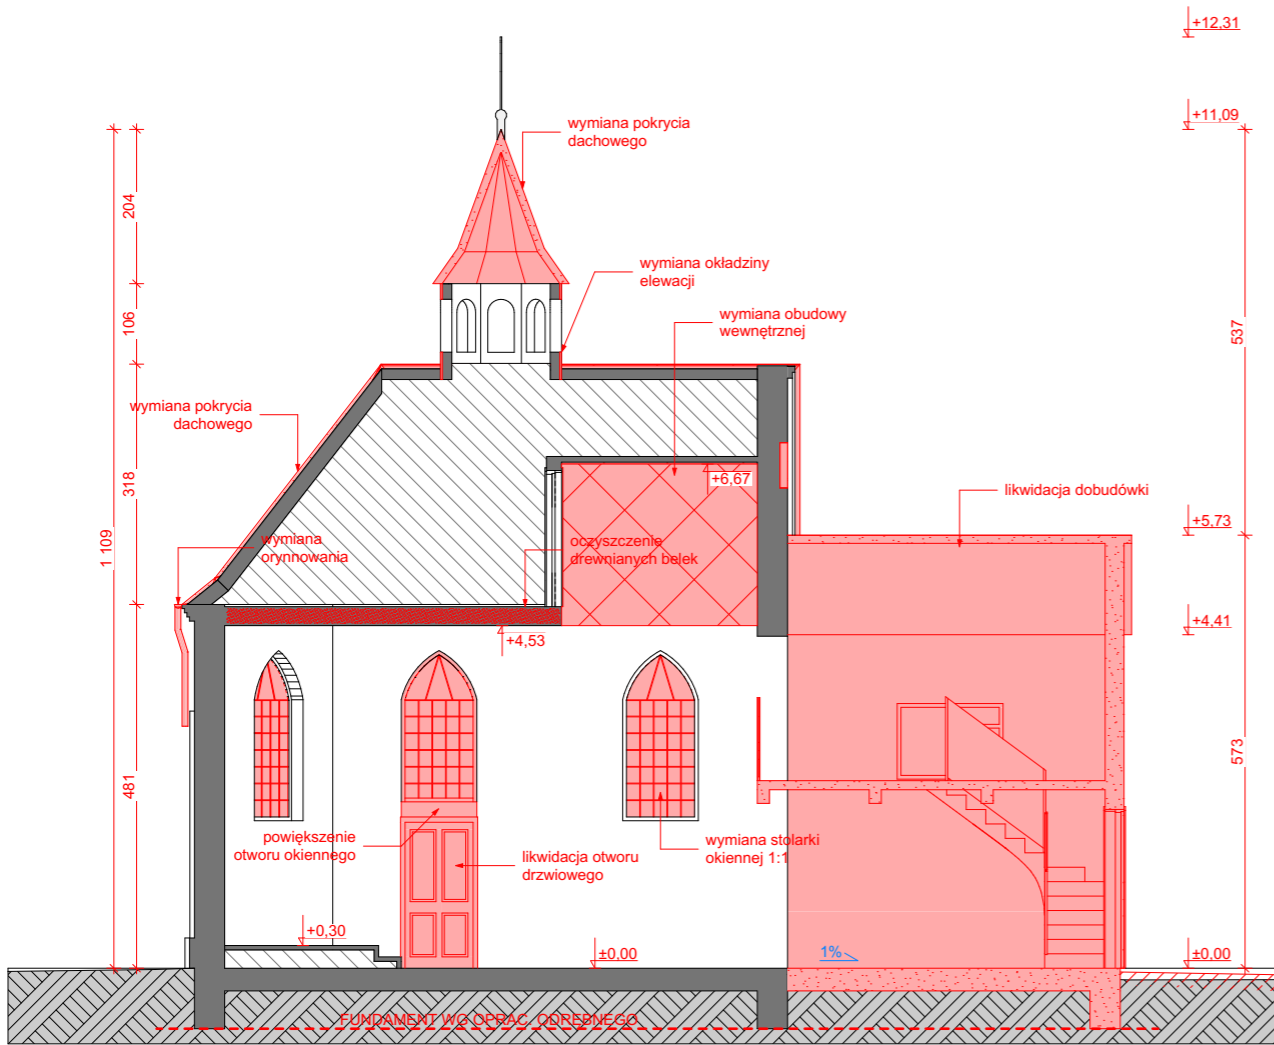 +12,31
+11,09
wymiana pokrycia
dachowego
204
wymiana okładziny
elewacji
106
wymiana obudowy
wewnętrznej
537
wymiana pokrycia
dachowego
+6,67
318
likwidacja dobudówki
+5,73
1 109
wymiana
orynnowania
oczyszczenie
drewnianych belek
+4,53
+4,41
481
573
powiększenie
otworu okiennego
likwidacja otworu
drzwiowego
wymiana stolarki
okiennej 1:1
+0,30
±0,00
1%
±0,00
FUNDAMENT WG OPRAC. ODRĘBNEGO